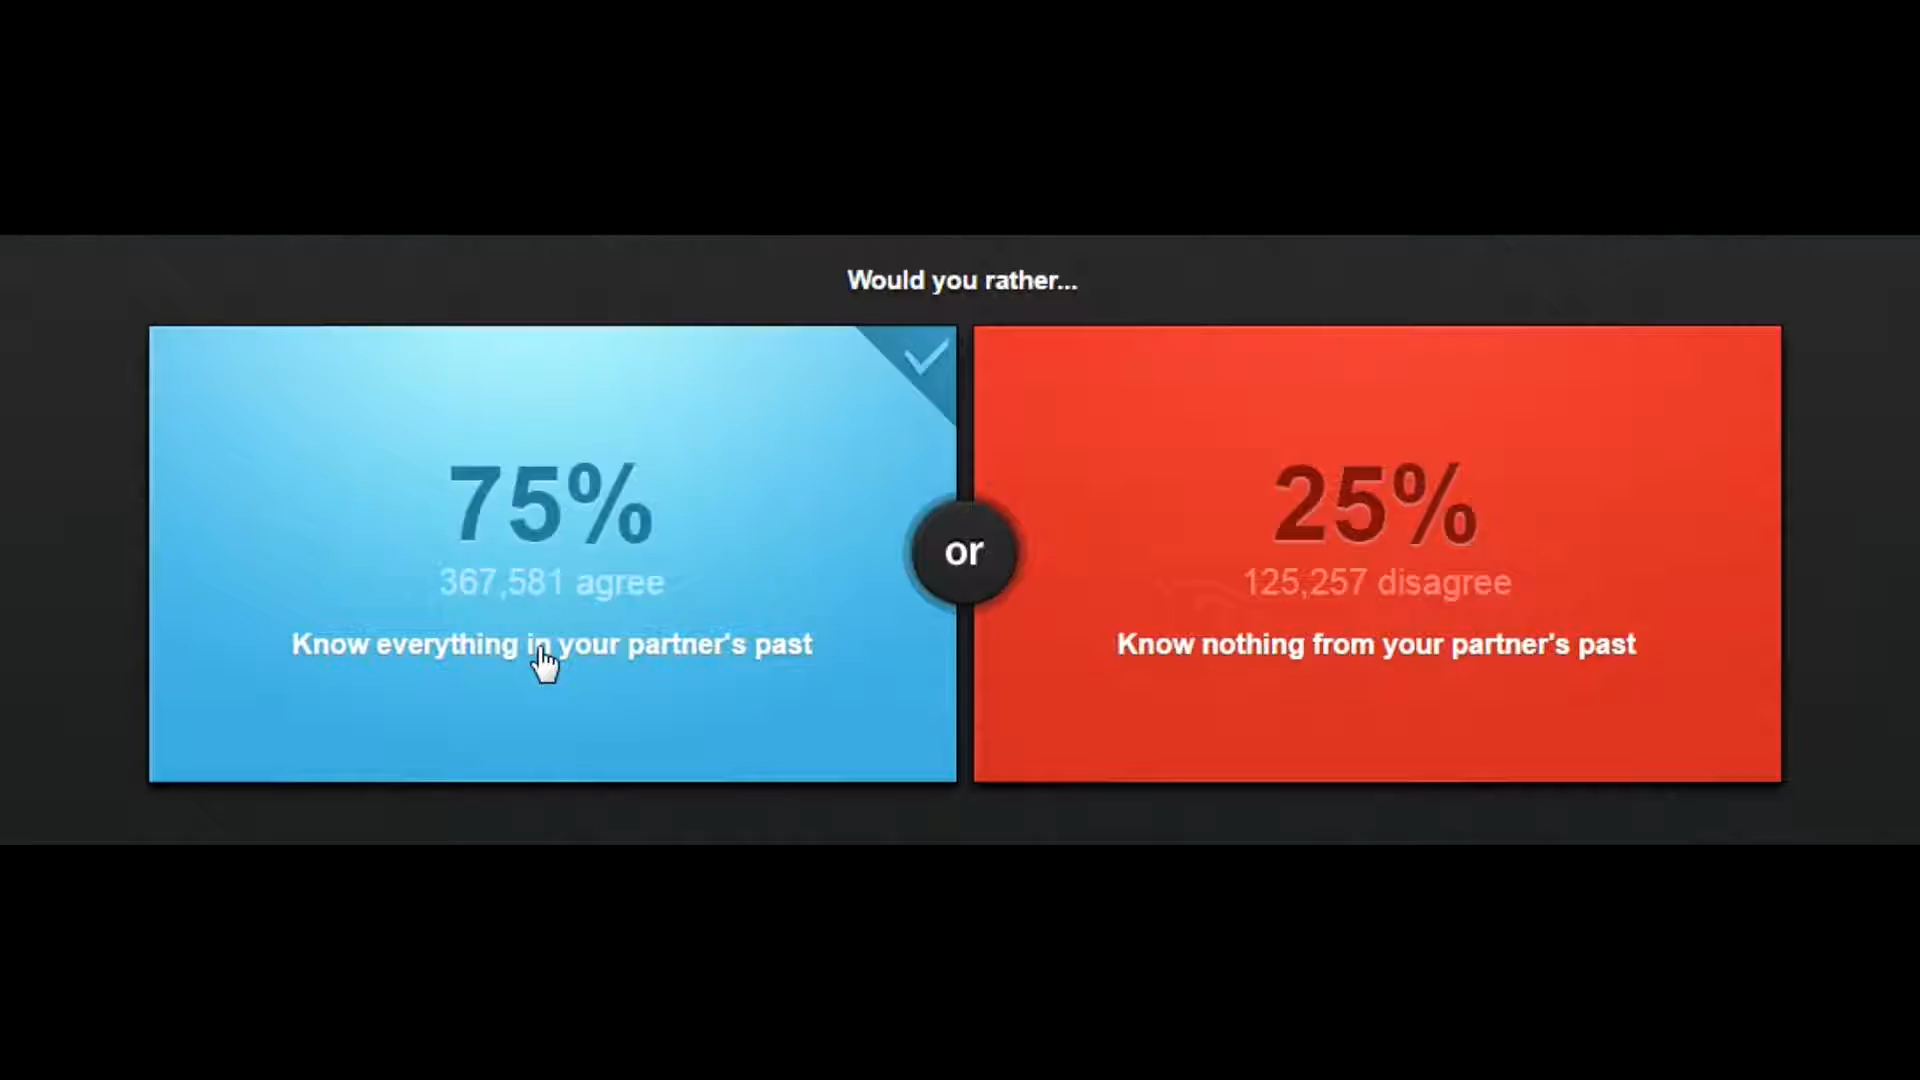 Would you rather...
75%
367,581 agree
Know everything in your partner's past
or
25%
125,257 disagree
Know nothing from your partner's past